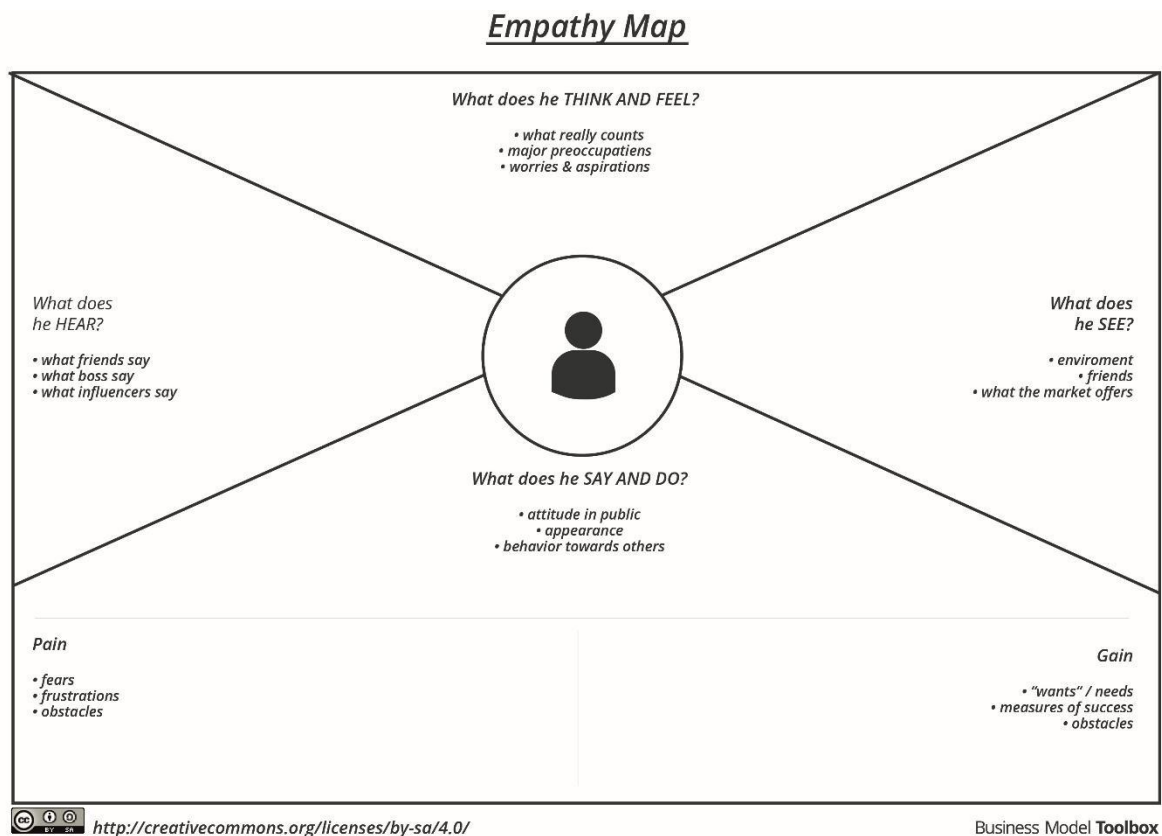 Empathy Map
What does he THINK AND FEEL?
• what really counts
• major preoccupatiens
• worries & aspirations
What does
he HEAR?
• what friends say
• what boss say
• what influencers say
What does
he SEE?
• enviroment
• friends
• what the market offers
What does he SAY AND DO?
• attitude in public
• appearance
• behavior towards others
Pain
• fears
• frustrations
• obstacles
Gain
• “wants” / needs
• measures of success
• obstacles
cc BY SA
http://creativecommons.org/licenses/by-sa/4.0/
Business Model Toolbox